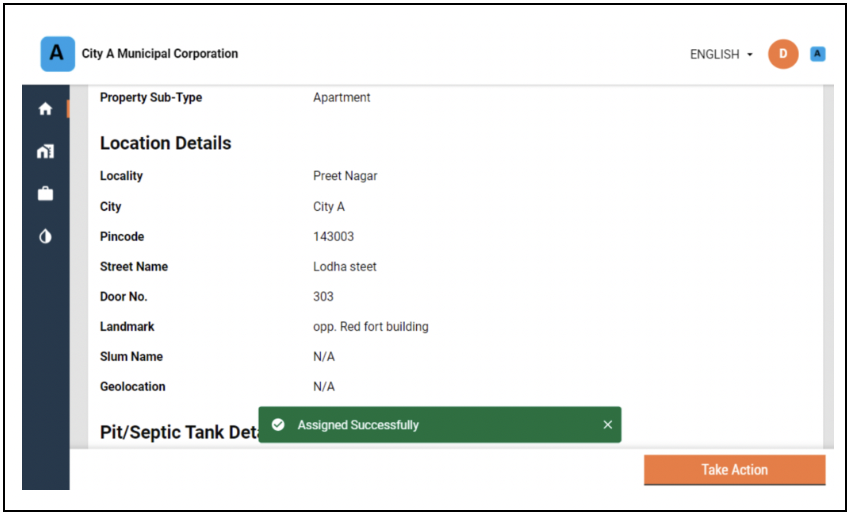 A City A Municipal Corporation ENGLISH D A
Property Sub-Type Apartment
Location Details
Locality Preet Nagar
City City A
Pincode 143003
Street Name Lodha steet
Door No. 303
Landmark opp. Red fort building
Slum Name N/A
Geolocation N/A
Pit/Septic Tank Deta
Assigned Successfully
Take Action